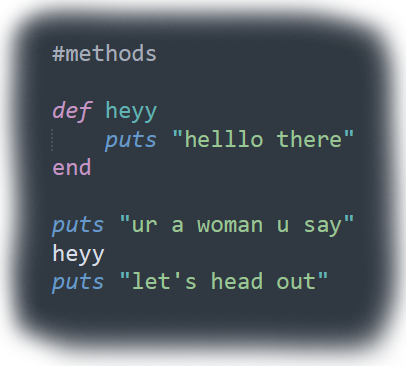 #methods
def heyy
puts "helllo there"
end
puts "ur a woman u say"
heyy
puts "let's head out"